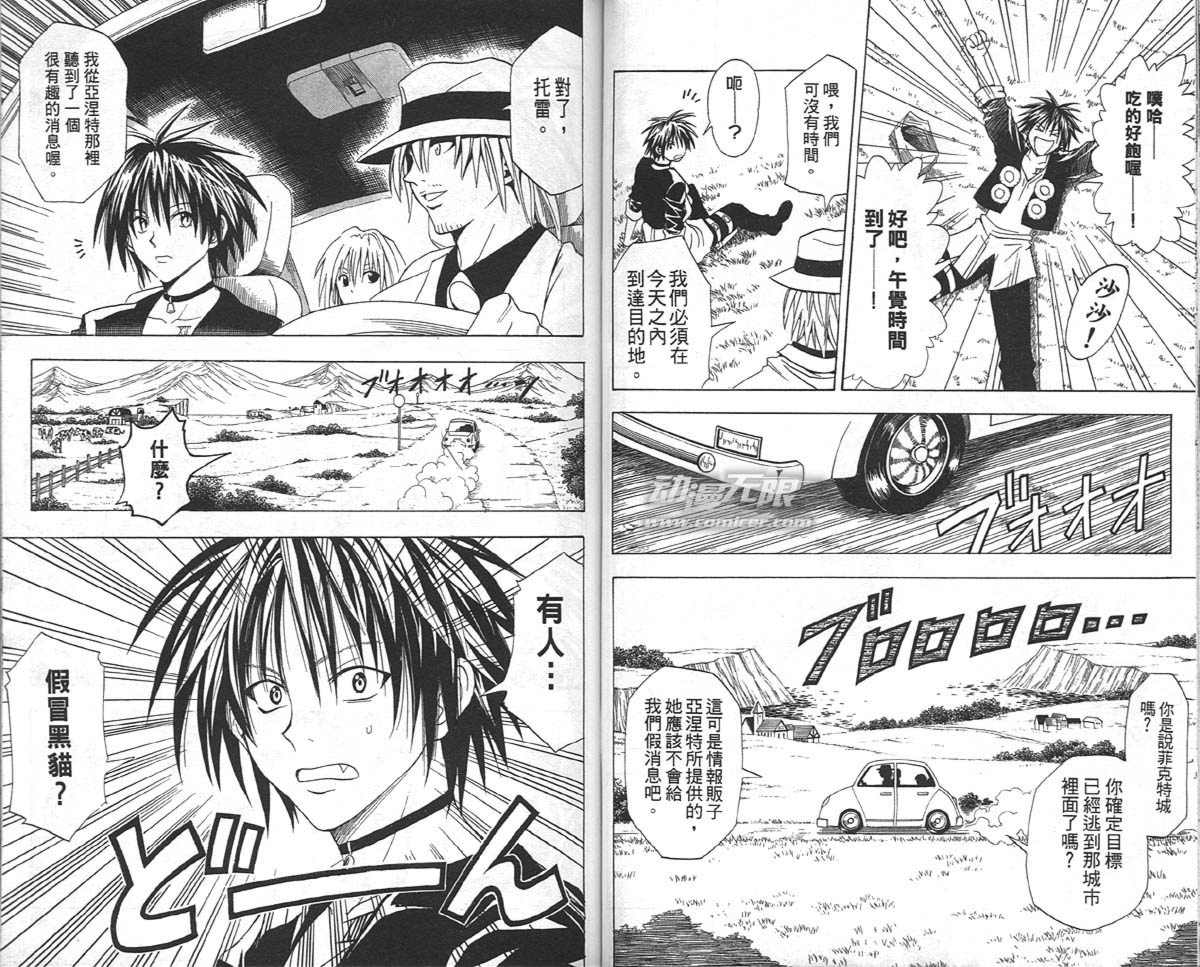 噗哈——
吃的好飽喔
——！
沙沙！
好吧，午覺時間
到了——！
喂，我們
可沒有時間。
呃
——？
我們必須在
今天之內
到達目的地。
ブオオオ
动漫无限
www.comicer.com
ブロロロロ…
你是說菲克特城
嗎？
你確定目標
已經逃到那城市
裡面了嗎？
這可是情報販子
亞涅特所提供的，
她應該不會給
我們假消息吧。
對了，
托雷。
我從亞涅特那裡
聽到了一個
很有趣的消息喔。
XIII
ブオオオオ……
什麼？
有人…
假冒黑貓？
どーん